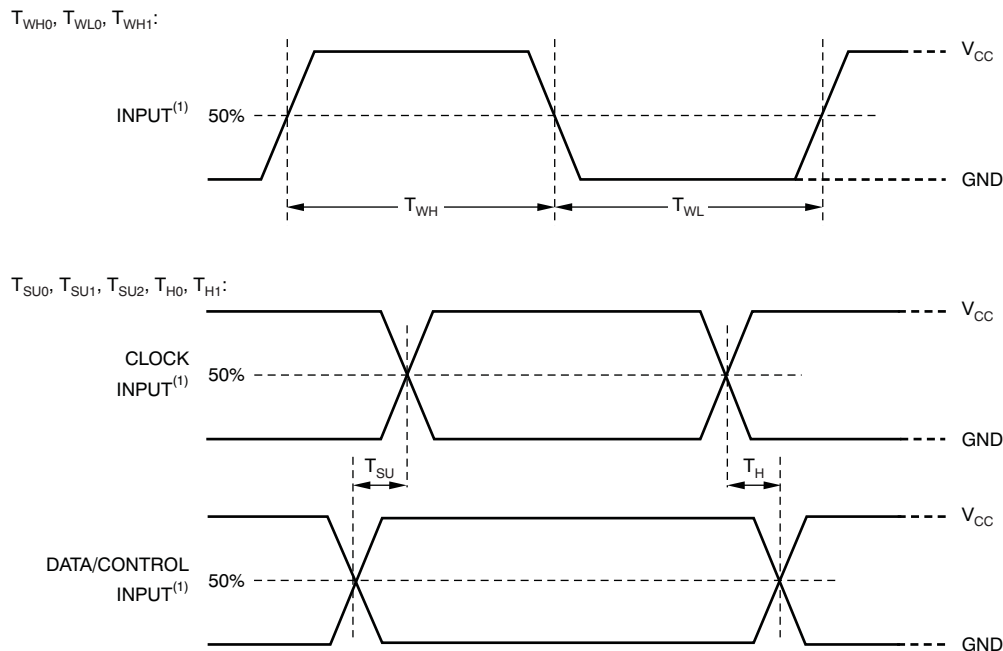 T_WH0, T_WL0, T_WH1:
V_CC
INPUT(1) 50%
GND
T_WH T_WL
T_SU0, T_SU1, T_SU2, T_H0, T_H1:
V_CC
CLOCK
INPUT(1) 50%
GND
T_SU T_H
V_CC
DATA/CONTROL
INPUT(1) 50%
GND